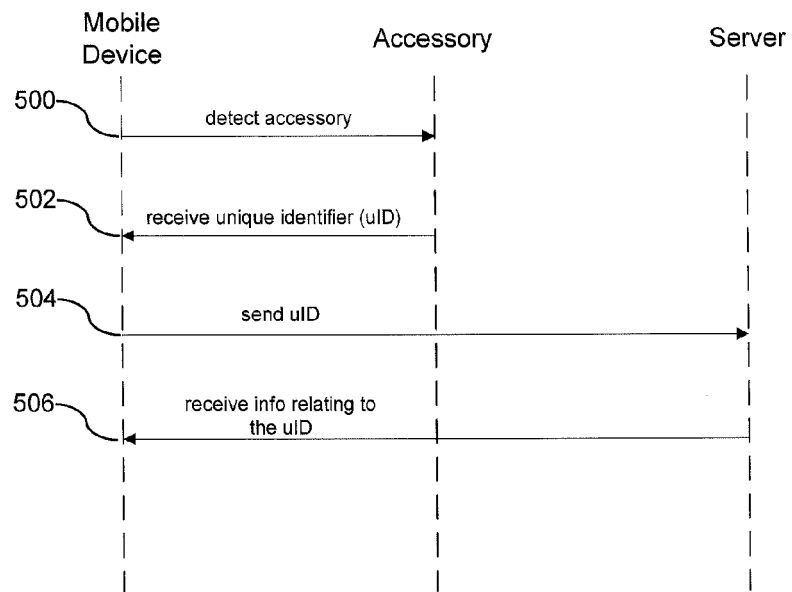 Mobile
Device
Accessory
Server
500
detect accessory
502
receive unique identifier (uID)
504
send uID
506
receive info relating to
the uID